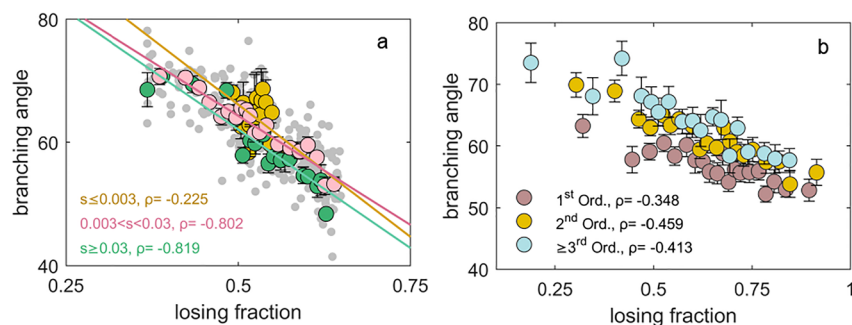 80
60
40
branching angle
a
s≤0.003, ρ= -0.225
0.003<s<0.03, ρ= -0.802
s≥0.03, ρ= -0.819
0.25
0.5
0.75
losing fraction
80
70
60
50
40
branching angle
b
1st Ord., ρ= -0.348
2nd Ord., ρ= -0.459
≥3rd Ord., ρ= -0.413
0.25
0.5
0.75
1
losing fraction